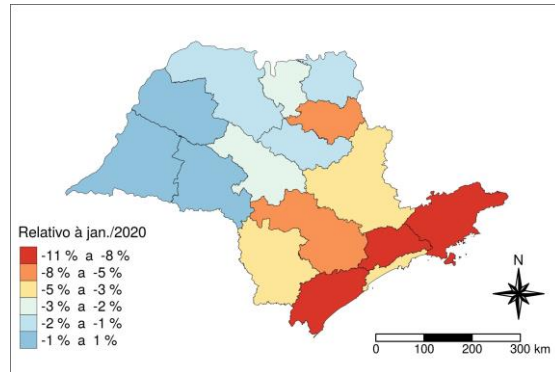 Relativo à jan./2020
-11 % a -8 %
-8 % a -5 %
-5 % a -3 %
-3 % a -2 %
-2 % a -1 %
-1 % a 1 %
N
0 100 200 300 km